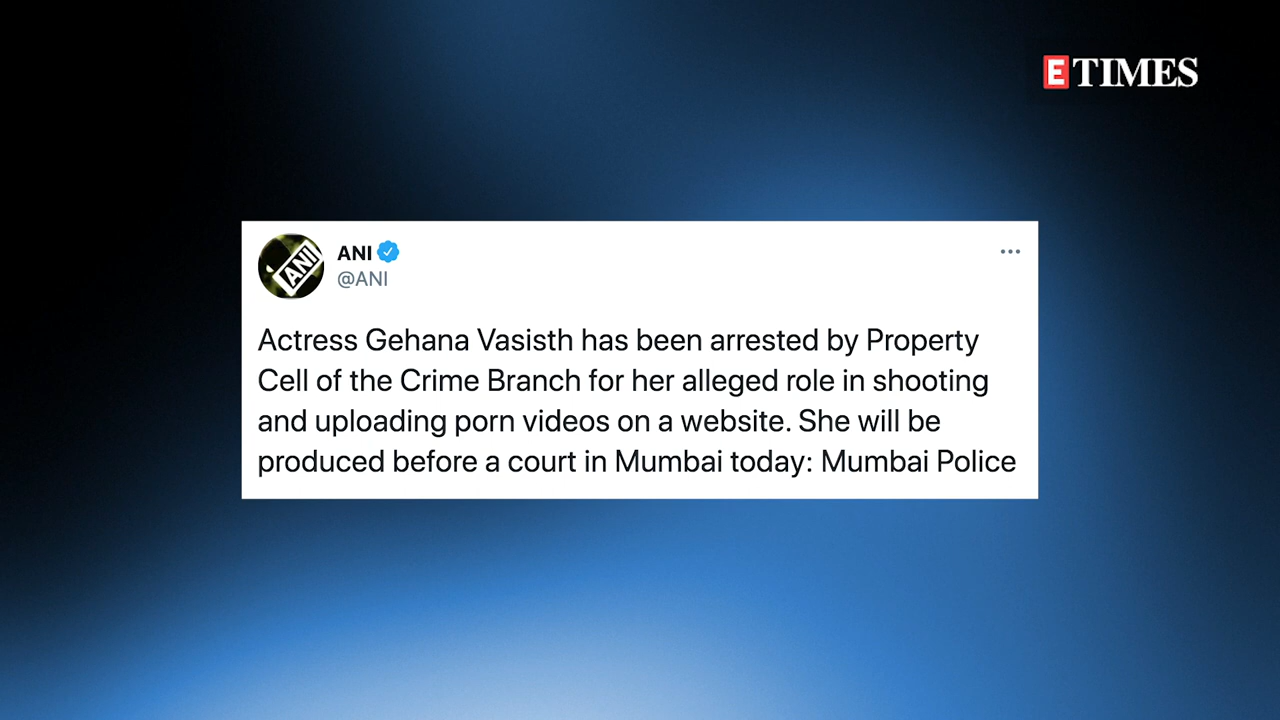 ETIMES
ANI
@ANI
ANI
Actress Gehana Vasisth has been arrested by Property
Cell of the Crime Branch for her alleged role in shooting
and uploading porn videos on a website. She will be
produced before a court in Mumbai today: Mumbai Police